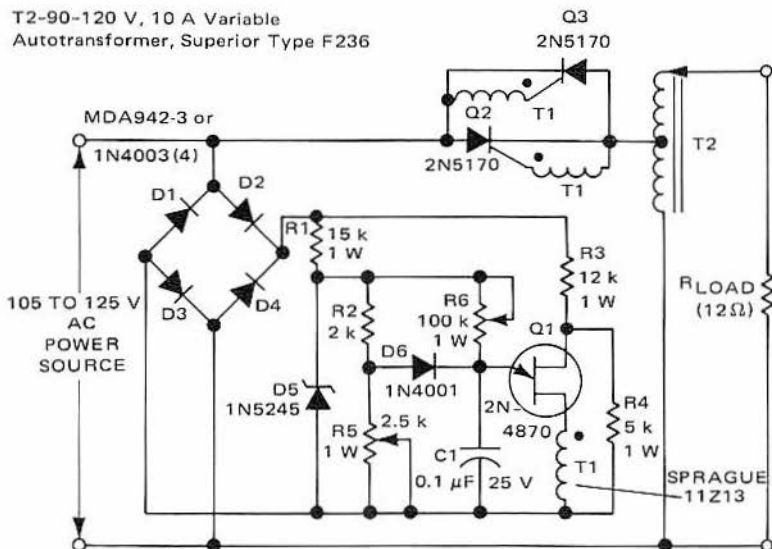 T2-90-120 V, 10 A Variable
Autotransformer, Superior Type F236
Q3
2N5170
Q2
T1
MDA942-3 or
1N4003(4)
2N5170
T1
T2
D1
D2
D3
D4
R1
15 k
1 W
R3
12 k
1 W
105 TO 125 V
AC
POWER
SOURCE
R2
2 k
R6
100 k
1 W
D6
1N4001
Q1
RLOAD
(12Ω)
D5
1N5245
R5
2.5 k
1 W
2N-
4870
R4
5 k
1 W
C1
0.1 μF
25 V
T1
SPRAGUE
11Z13